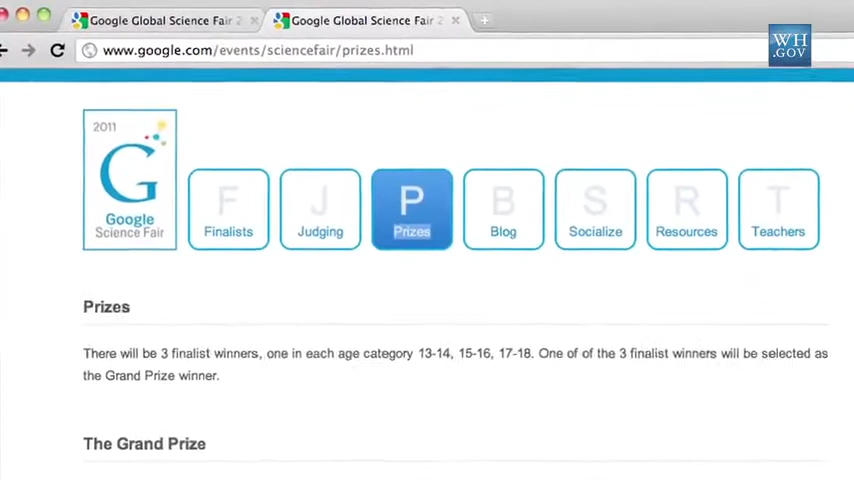 Google Global Science Fair 2
Google Global Science Fair 2
www.google.com/events/sciencefair/prizes.html
WH
.GOV
2011
G
Google
Science Fair
F
Finalists
J
Judging
P
Prizes
B
Blog
S
Socialize
R
Resources
T
Teachers
Prizes
There will be 3 finalist winners, one in each age category 13-14, 15-16, 17-18. One of of the 3 finalist winners will be selected as
the Grand Prize winner.
The Grand Prize